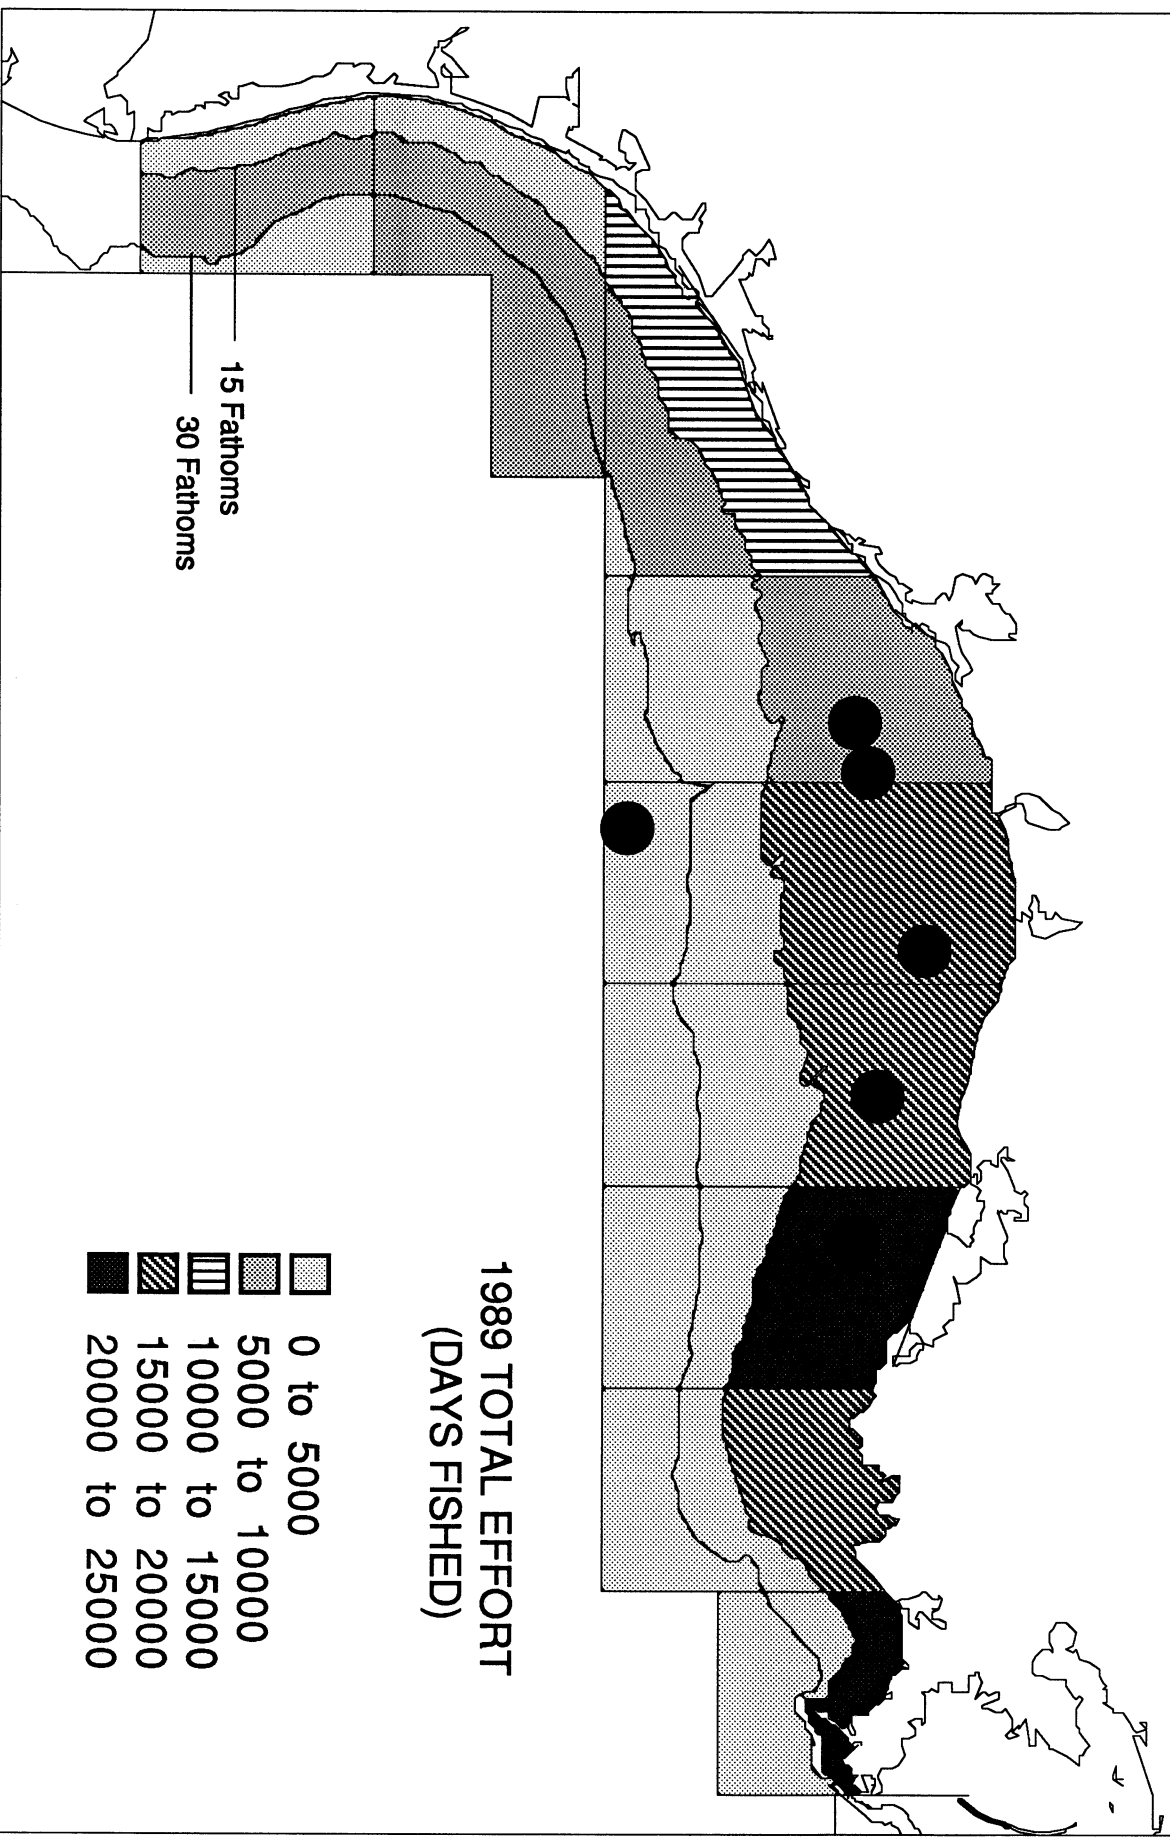 15 Fathoms
30 Fathoms
1989 TOTAL EFFORT
(DAYS FISHED)
0 to 5000
5000 to 10000
10000 to 15000
15000 to 20000
20000 to 25000